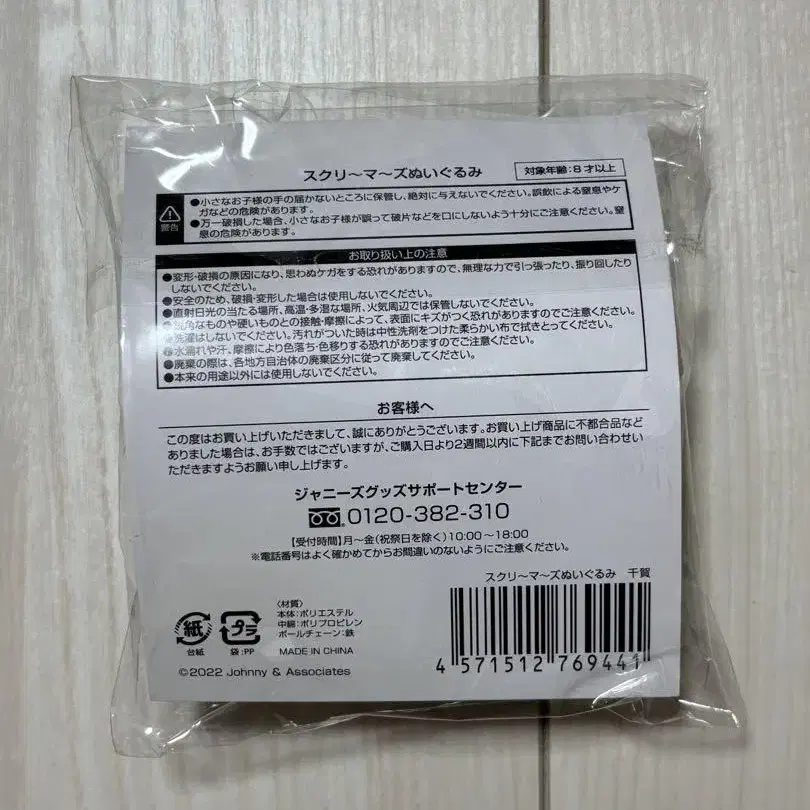 スクリ〜マ〜ズぬいぐるみ
対象年齢:8才以上
警告
●小さなお子様の手の届かないところに保管し、絶対に与えないでください。誤飲による窒息やケ
ガなどの危険があります。
●万一破損した場合、小さなお子様が誤って破片などを口にしないよう十分にご注意ください。窒
息の危険があります。
お取り扱い上の注意
●変形・破損の原因になり、思わぬケガをする恐れがありますので、無理な力で引っ張ったり、振り回したり
しないでください。
●安全のため、破損・変形した場合は使用しないでください。
●直射日光の当たる場所、高温・多湿な場所、火気周辺では保管しないでください。
なものや硬いものとの接触・摩擦によって、表面にキズがつく恐れがありますのでご注意ください。
●洗濯はしないでください。汚れがついた時は中性洗剤をつけた柔らかい布で拭きとってください。
●水濡れや汗、摩擦により色落ち・色移りする恐れがありますのでご注意ください。
●廃棄の際は、各地方自治体の廃棄区分に従って廃棄してください。
●本来の用途以外には使用しないでください。
お客様へ
この度はお買い上げいただきまして、誠にありがとうございます。お買い上げ商品に不都合品など
ありました場合は、お手数ではございますが、ご購入日より2週間以内に下記までお問い合わせい
ただきますようお願い申し上げます。
ジャニーズグッズサポートセンター
0120-382-310
【受付時間】月〜金(祝祭日を除く)10:00〜18:00
※電話番号はよく確かめてからお間違いのないようにご注意ください。
スクリ〜マ〜ズぬいぐるみ 千賀
紙
台紙
プラ
袋:PP
〈材質〉
本体:ポリエステル
中綿:ポリプロピレン
ボールチェーン:鉄
MADE IN CHINA
©2022 Johnny & Associates
4 571512 769441